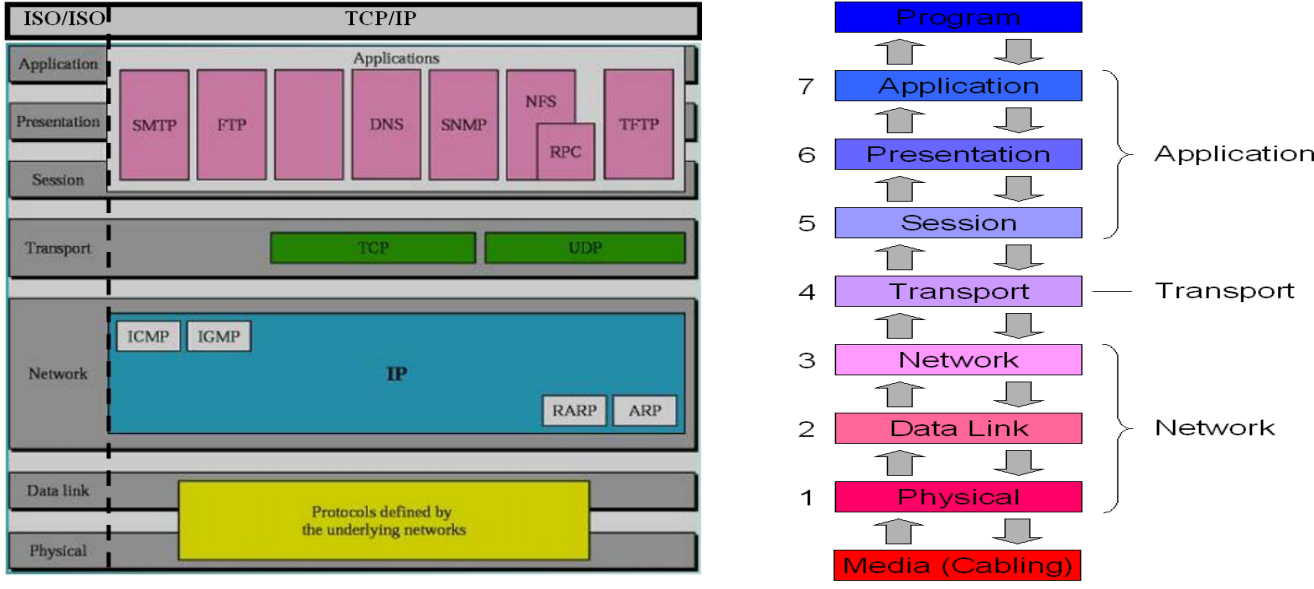 ISO/ISO TCP/IP
Application
Applications
Presentation
SMTP
FTP
DNS
SNMP
NFS
RPC
TFTP
Session
Transport
TCP
UDP
Network
ICMP
IGMP
IP
RARP
ARP
Data link
Protocols defined by
the underlying networks
Physical
Program
7 Application
6 Presentation
Application
5 Session
4 Transport
Transport
3 Network
2 Data Link
Network
1 Physical
Media (Cabling)